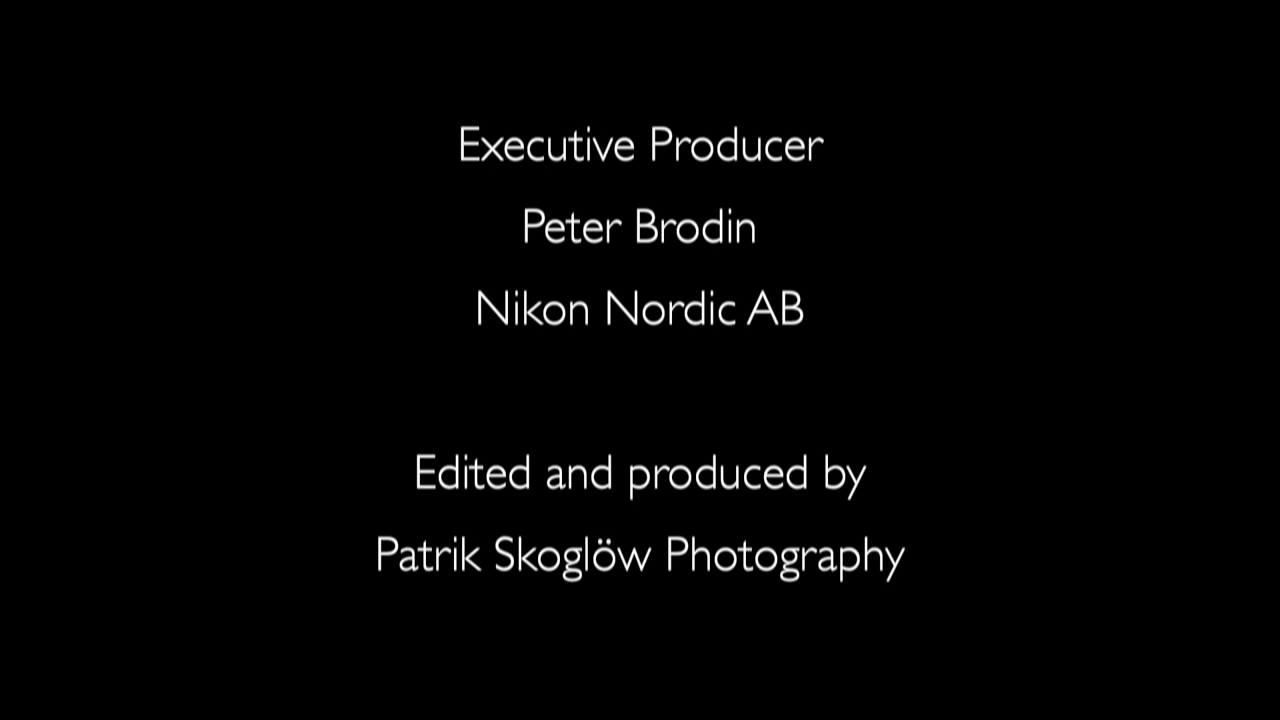 Executive Producer
Peter Brodin
Nikon Nordic AB
Edited and produced by
Patrik Skoglöw Photography